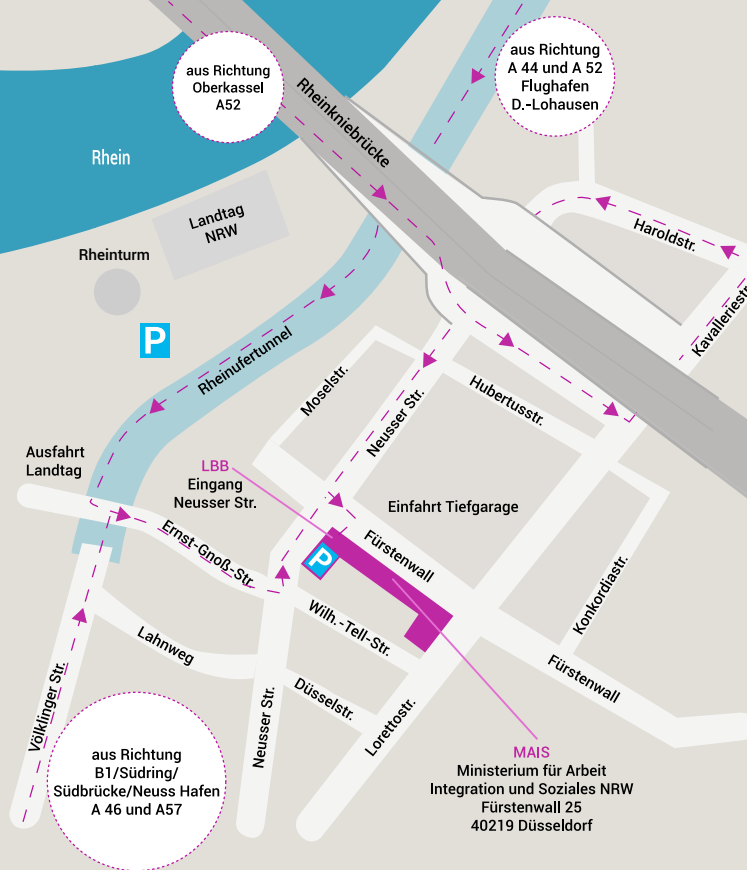 aus Richtung
Oberkassel
A52
aus Richtung
A 44 und A 52
Flughafen
D.-Lohausen
Rheinkniebrücke
Rhein
Landtag
NRW
Rheinturm
Haroldstr.
Kavalleriestr.
P
Rheinufertunnel
Moselstr.
Hubertusstr.
Neusser Str.
Ausfahrt
Landtag
LBB
Eingang
Neusser Str.
Einfahrt Tiefgarage
Ernst-Gnoß-Str.
Fürstenwall
P
Konkordiastr.
Wilh.-Tell-Str.
Lahnweg
Fürstenwall
Völklinger Str.
Neusser Str.
Düsselstr.
Lorettostr.
aus Richtung
B1/Südring/
Südbrücke/Neuss Hafen
A 46 und A57
MAIS
Ministerium für Arbeit
Integration und Soziales NRW
Fürstenwall 25
40219 Düsseldorf